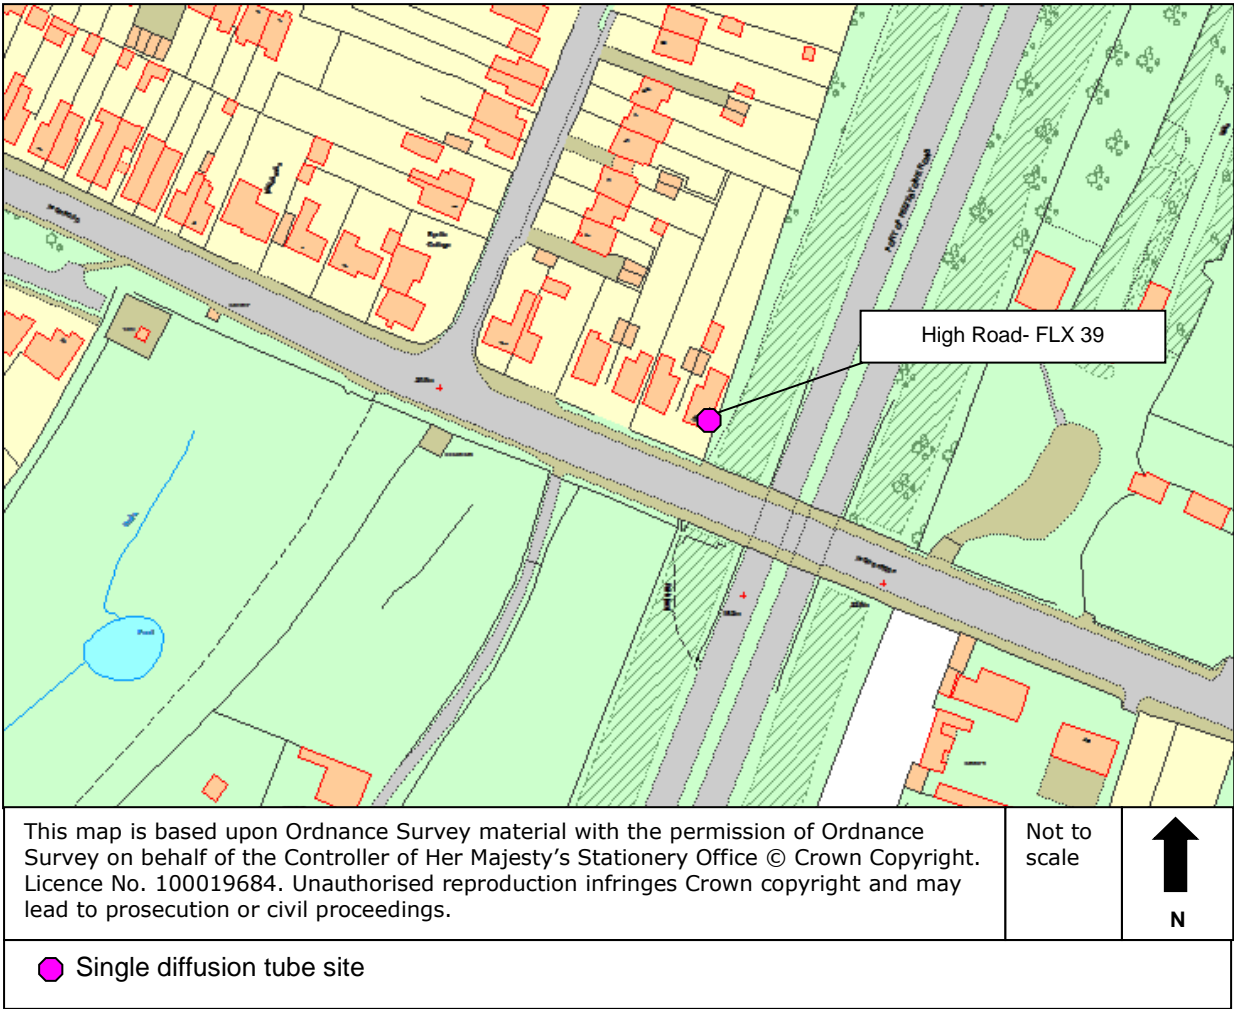 High Road- FLX 39
This map is based upon Ordnance Survey material with the permission of Ordnance
Survey on behalf of the Controller of Her Majesty's Stationery Office © Crown Copyright.
Licence No. 100019684. Unauthorised reproduction infringes Crown copyright and may
lead to prosecution or civil proceedings.
Not to
scale
N
Single diffusion tube site